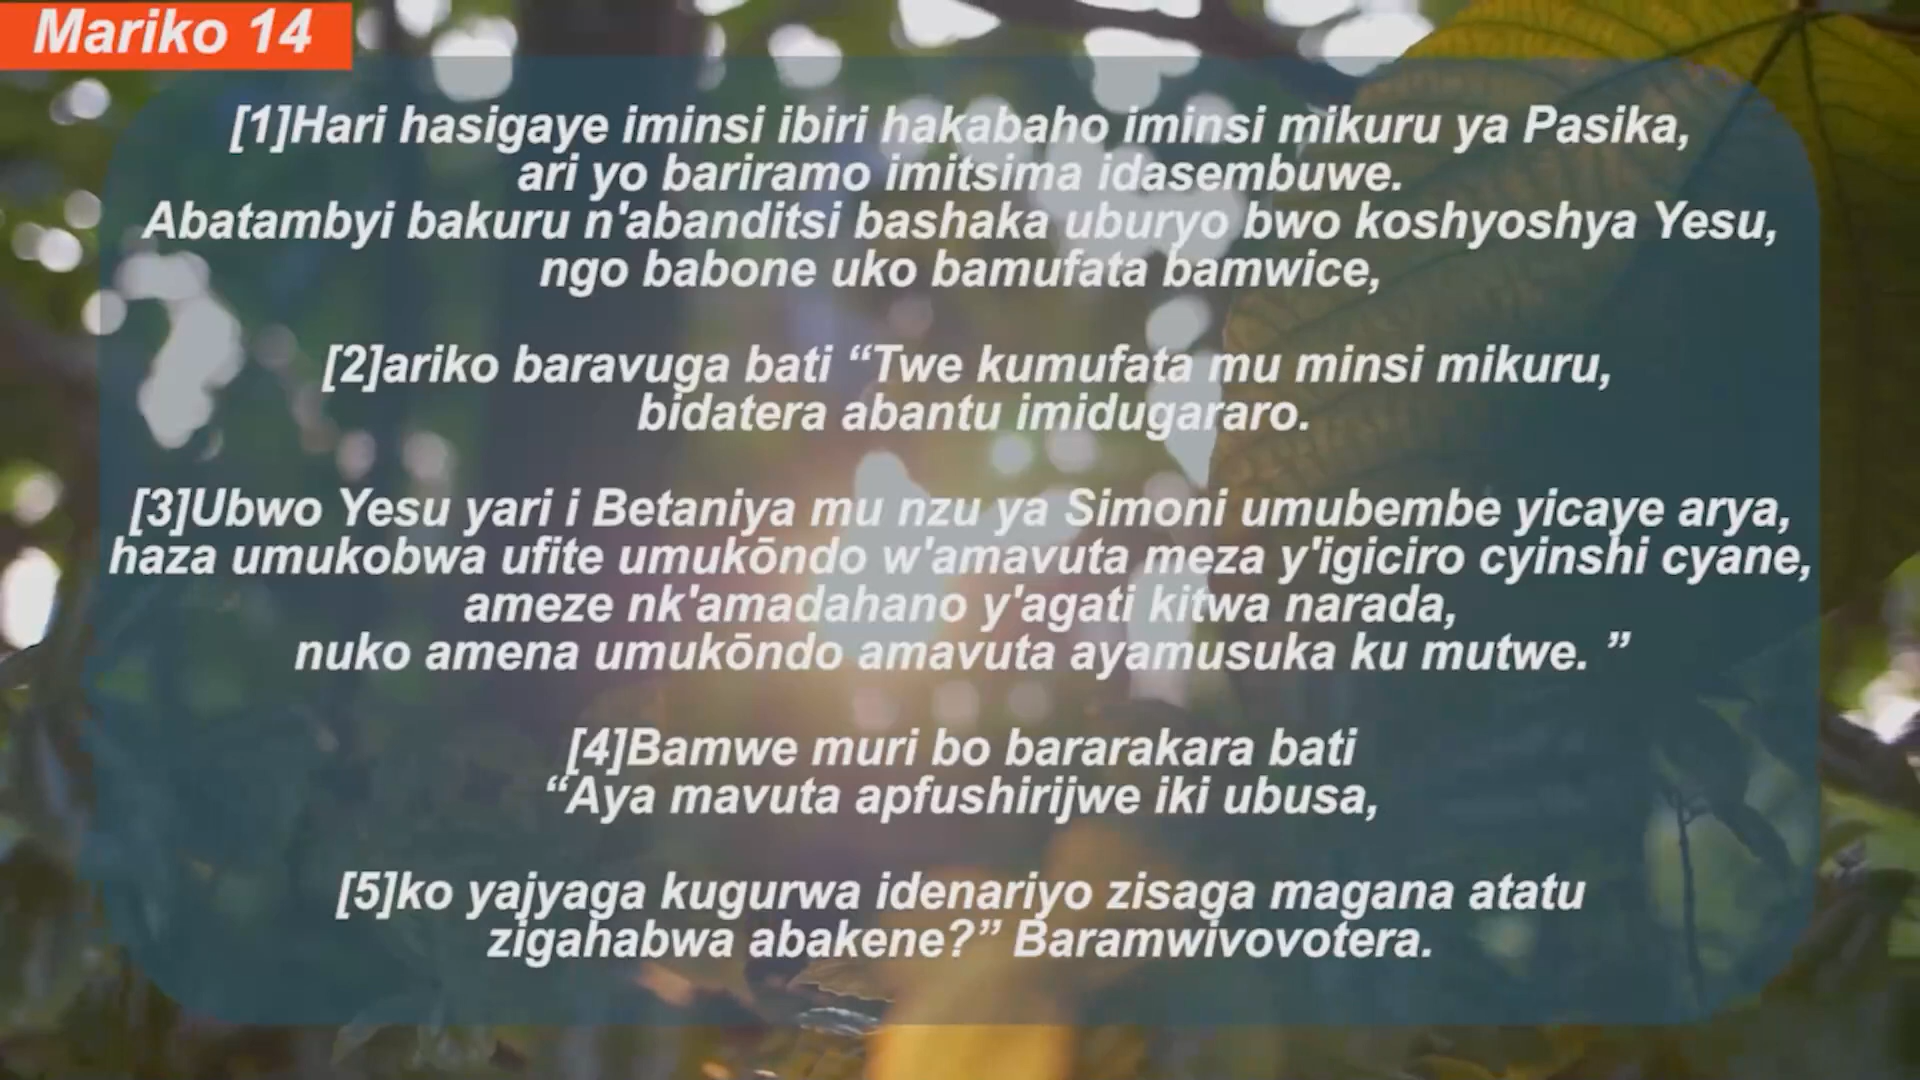 Mariko 14
[1]Hari hasigaye iminsi ibiri hakabaho iminsi mikuru ya Pasika,
ari yo bariramo imitsima idasembuwe.
Abatambyi bakuru n'abanditsi bashaka uburyo bwo koshyoshya Yesu,
ngo babone uko bamufata bamwice,
[2]ariko baravuga bati “Twe kumufata mu minsi mikuru,
bidatera abantu imidugararo.
[3]Ubwo Yesu yari i Betaniya mu nzu ya Simoni umubembe yicaye arya,
haza umukobwa ufite umukōndo w'amavuta meza y'igiciro cyinshi cyane,
ameze nk'amadahano y'agati kitwa narada,
nuko amena umukōndo amavuta ayamusuka ku mutwe. ”
[4]Bamwe muri bo bararakara bati
“Aya mavuta apfushirijwe iki ubusa,
[5]ko yajyaga kugurwa idenariyo zisaga magana atatu
zigahabwa abakene?” Baramwivovotera.